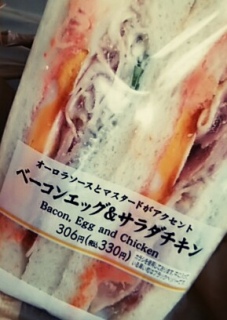 オーロラソースとマスタードがアクセント
ベーコンエッグ&サラダチキン
Bacon, Egg and Chicken
306円(税込330円)